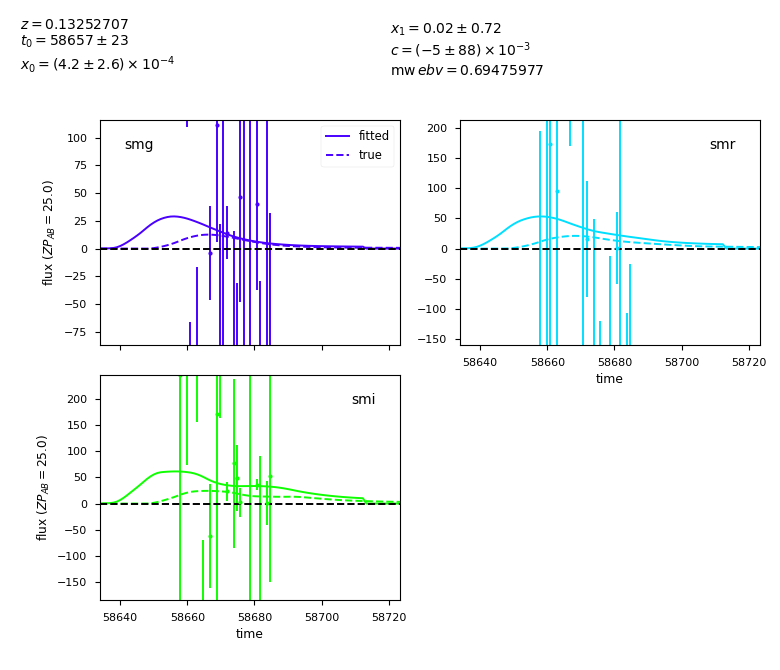 z = 0.13252707
t₀ = 58657 ± 23
x₀ = (4.2 ± 2.6) × 10⁻⁴
x₁ = 0.02 ± 0.72
c = (−5 ± 88) × 10⁻³
mwebv = 0.69475977
smg
fitted
true
flux (ZP_AB = 25.0)
100
75
50
25
0
−25
−50
−75
smr
200
150
100
50
0
−50
−100
−150
58640 58660 58680 58700 58720
time
smi
flux (ZP_AB = 25.0)
200
150
100
50
0
−50
−100
−150
58640 58660 58680 58700 58720
time